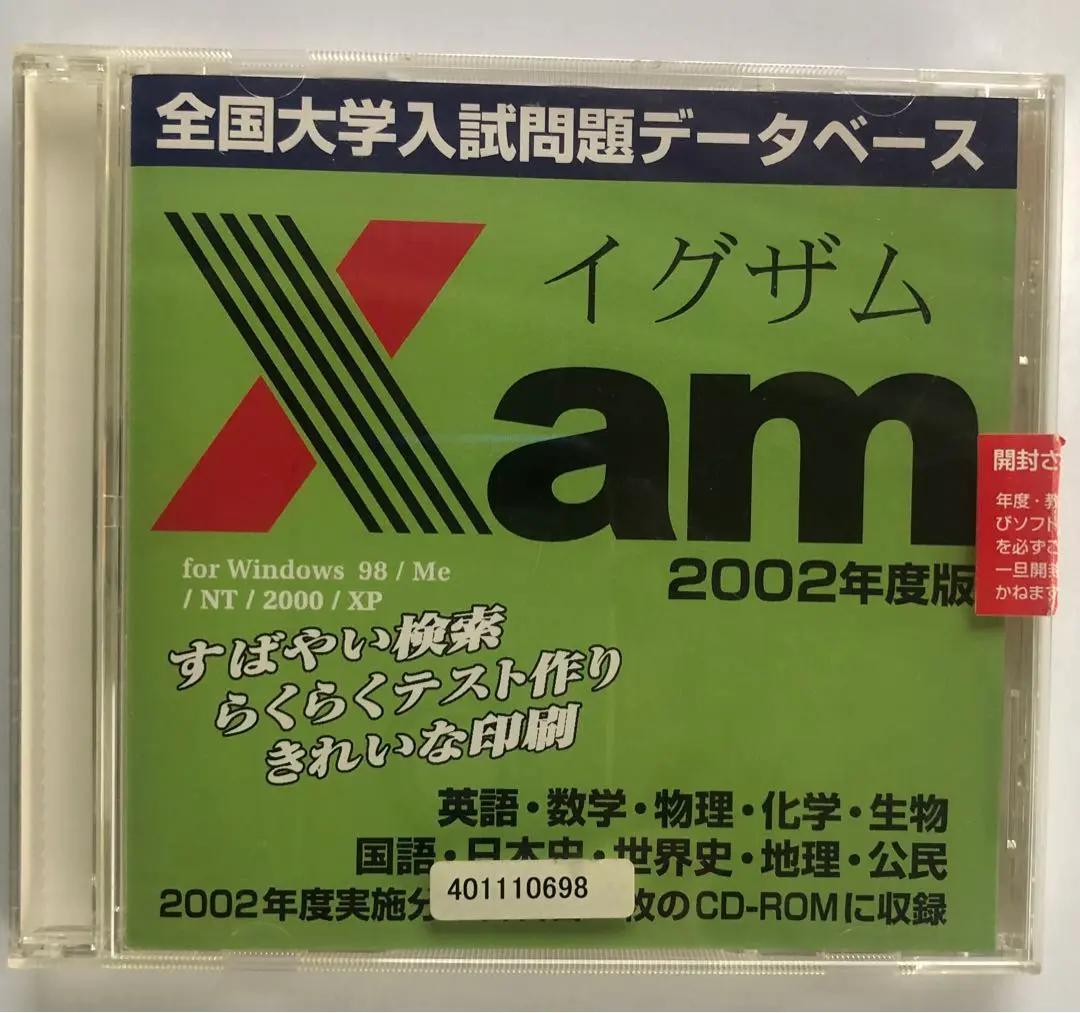 全国大学入試問題データベース
イグザム
Xam
2002年度版
開封さ
年度・教
びソフト
を必ずご
一旦開封
かねます
for Windows 98 / Me
/ NT / 2000 / XP
すばやい検索
らくらくテスト作り
きれいな印刷
英語・数学・物理・化学・生物
国語・日本史・世界史・地理・公民
401110698
2002年度実施分 枚のCD-ROMに収録